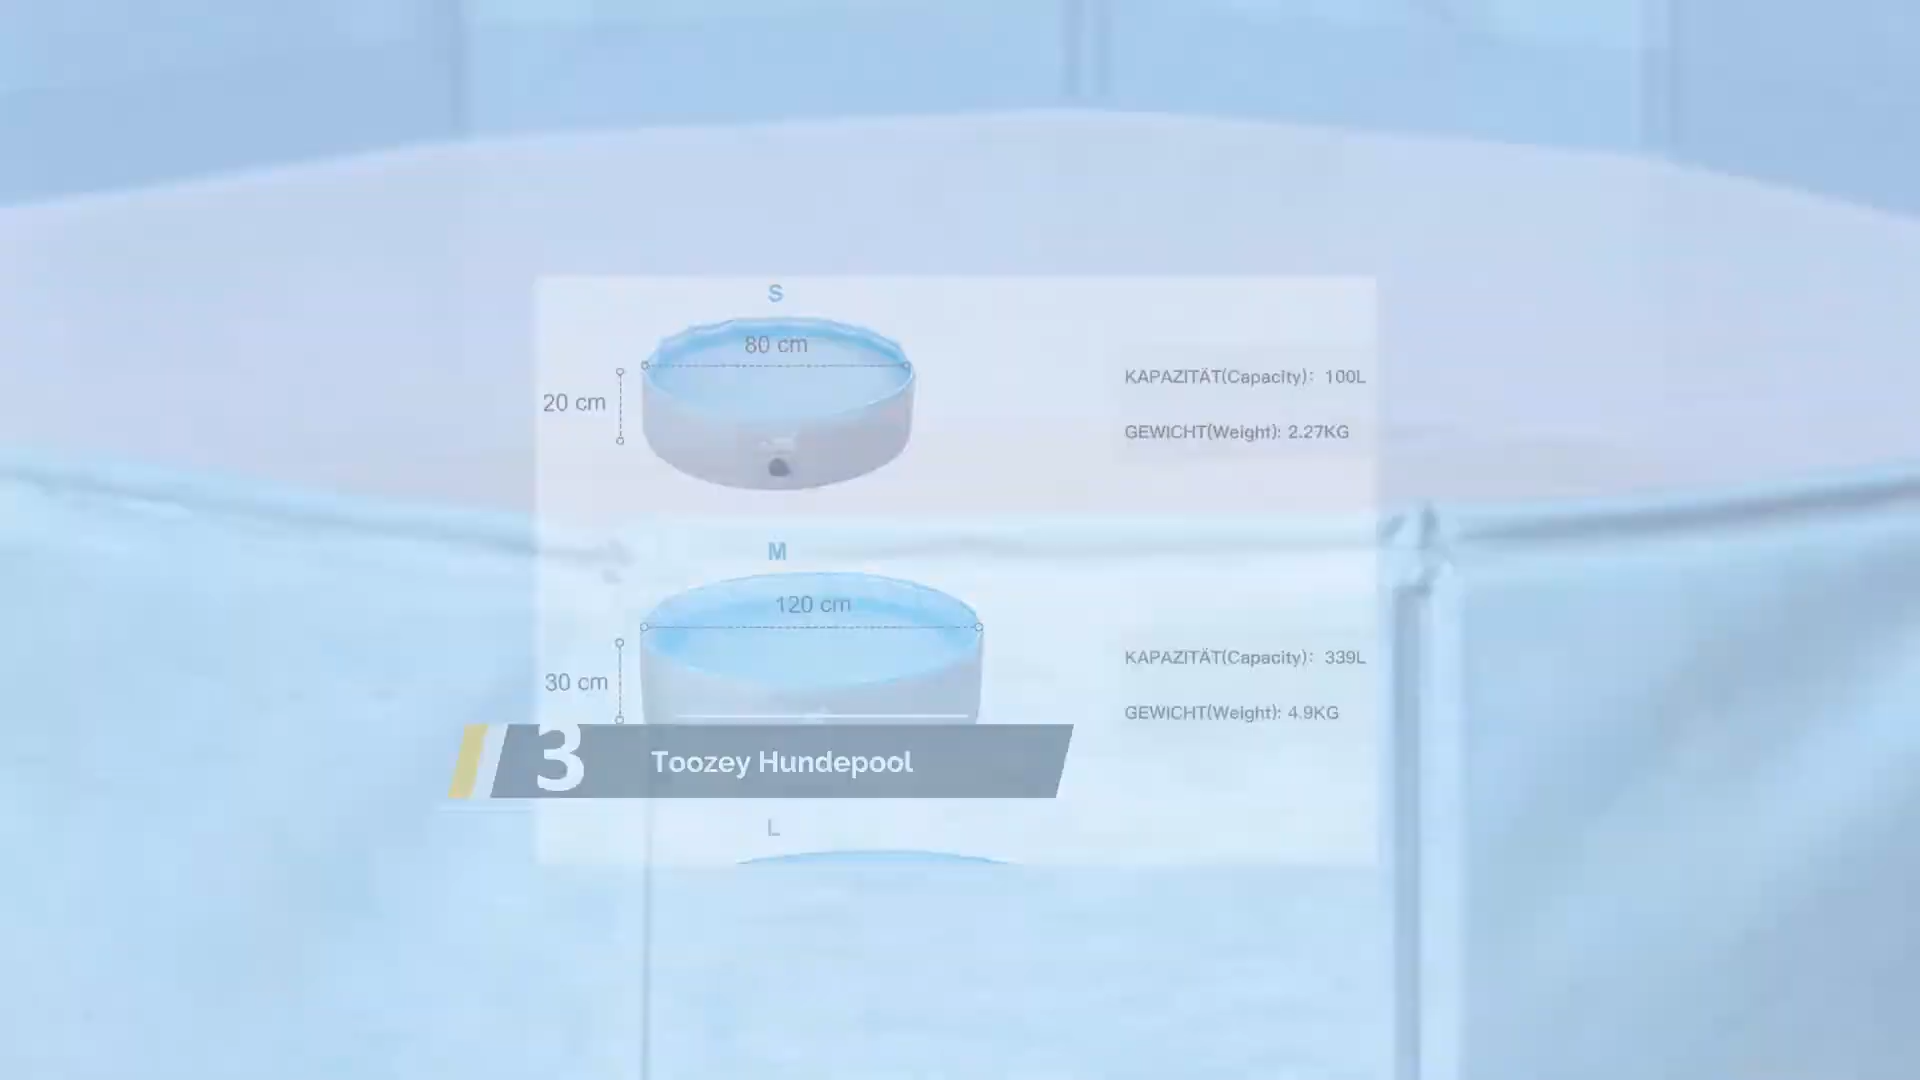 S
80 cm
20 cm
KAPAZITÄT(Capacity): 100L
GEWICHT(Weight): 2.27KG
M
120 cm
30 cm
KAPAZITÄT(Capacity): 339L
GEWICHT(Weight): 4.9KG
3 Toozey Hundepool
L